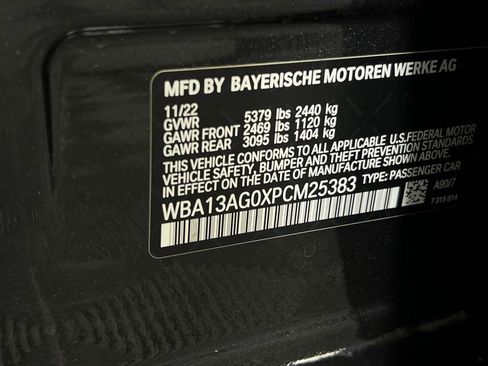 MFD BY BAYERISCHE MOTOREN WERKE AG
11/22
GVWR 5379 lbs 2440 kg
GAWR FRONT 2469 lbs 1120 kg
GAWR REAR 3095 lbs 1404 kg
THIS CAR CONFORMS TO ALL APPLICABLE U.S. FEDERAL MOTOR
SAFETY, BUMPER, AND THEFT PREVENTION STANDARDS
IN EFFECT ON THE DATE OF MANUFACTURE SHOWN ABOVE.
WBA13AG0XPCM25383 TYPE: PASSENGER CAR
A90/7
7 319 814